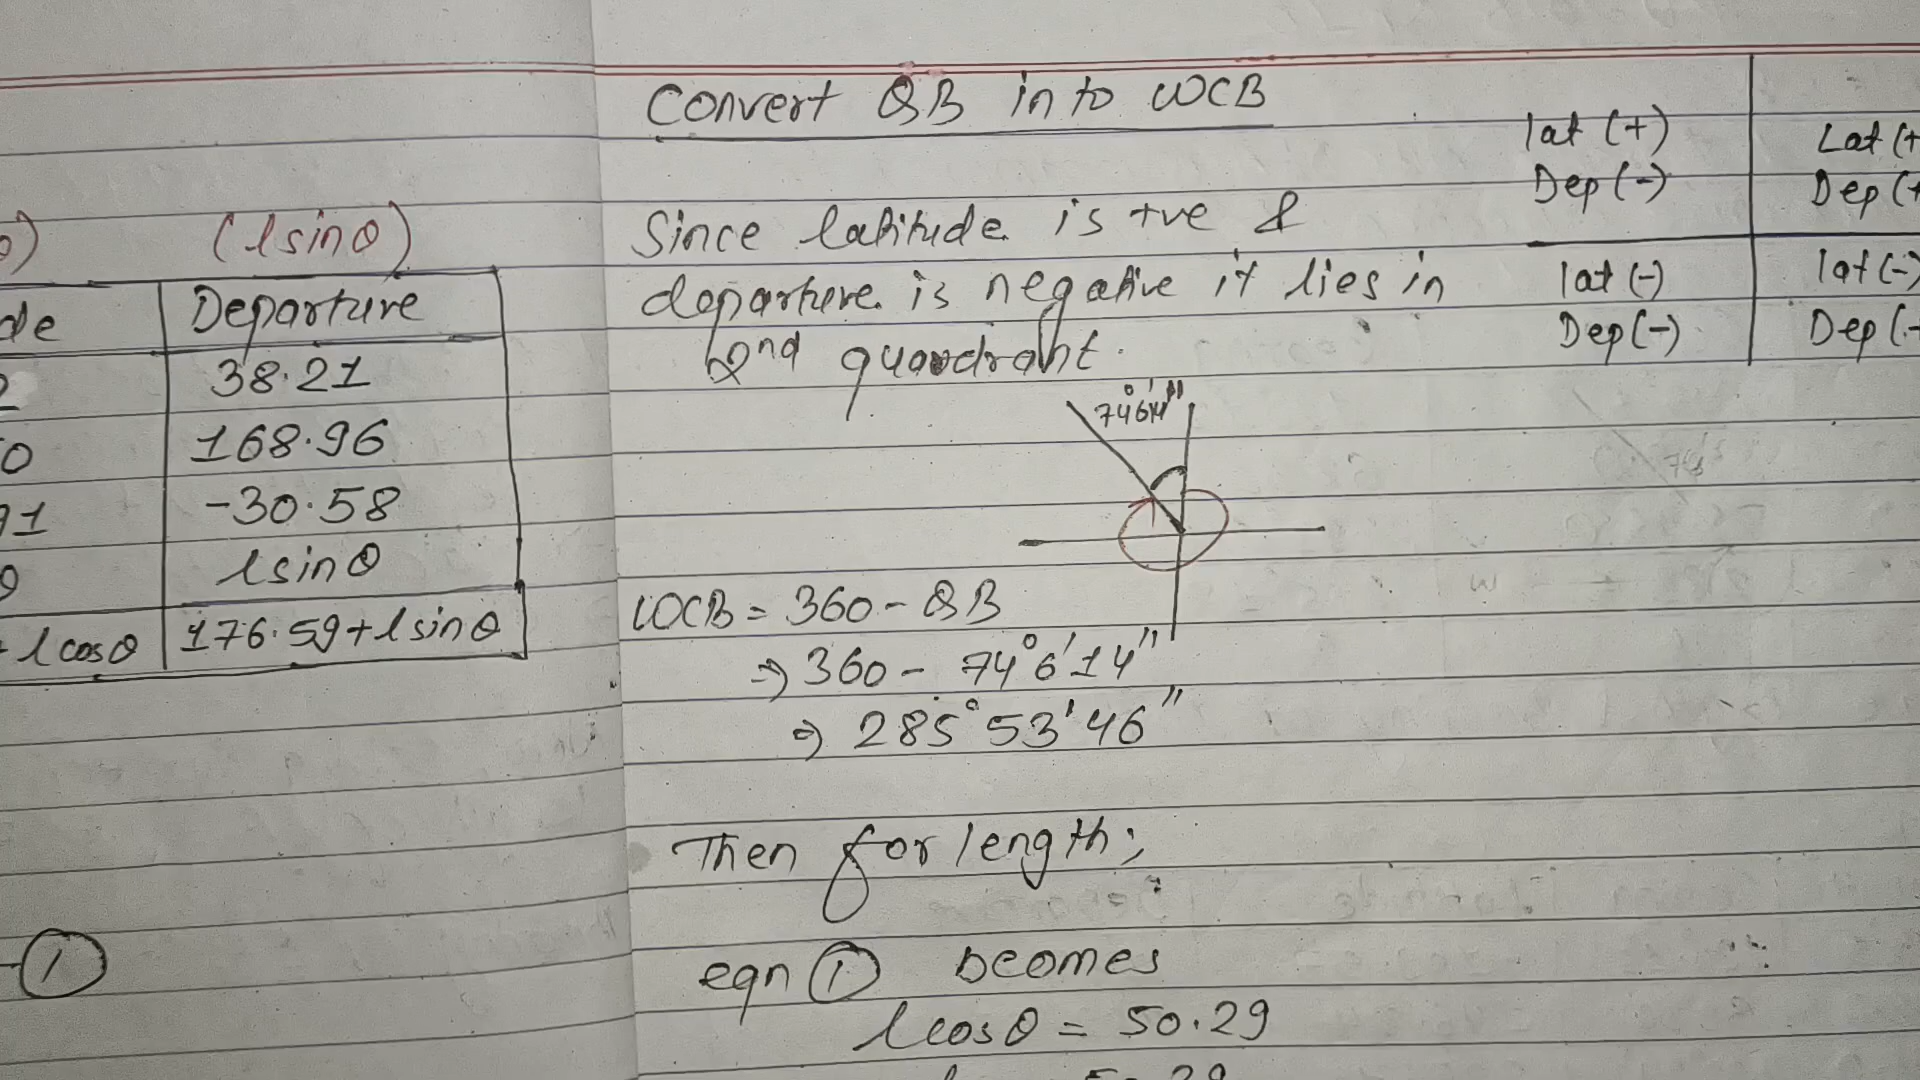 (lsinθ)
Departure
38.21
168.96
-30.58
lsinθ
lcosθ
176.59+lsinθ
1
Convert QB in to WCB
Since latitude is +ve &
departure is negative it lies in
2nd quadrant.
lat (+)
Dep (-)
Lat (+
Dep (+
lat (-)
Dep (-)
lat (-)
Dep (-
74°6'14"
WCB = 360 - QB
⇒ 360 - 74°6'14"
⇒ 285°53'46"
Then for length;
eqn 1 becomes
lcosθ = 50.29